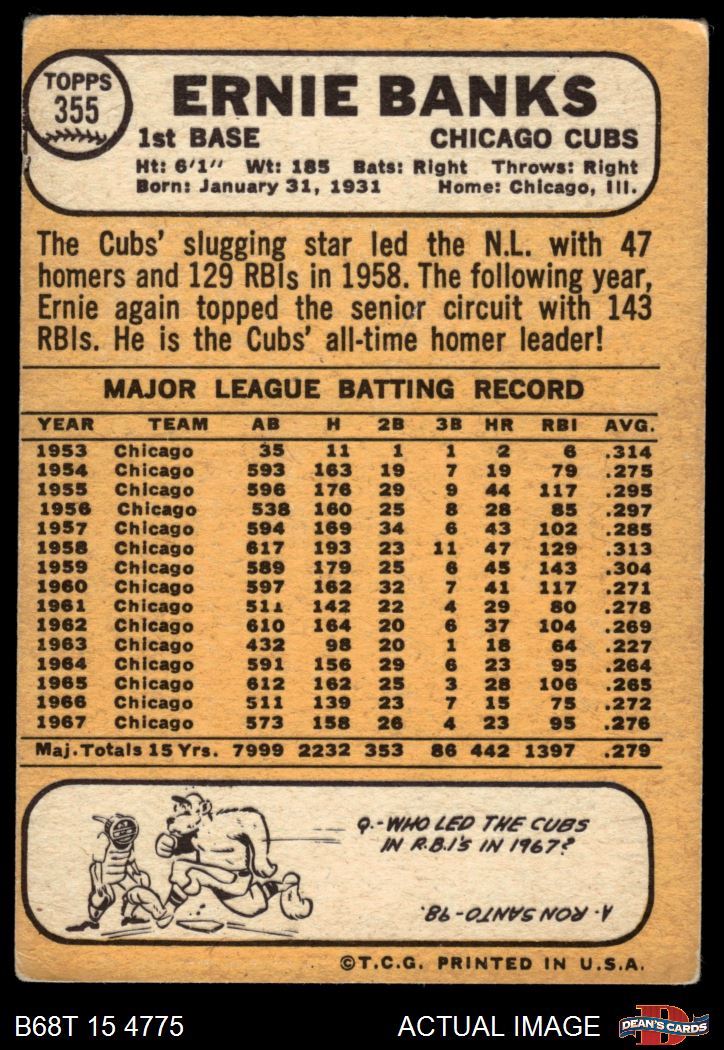 TOPPS
355
ERNIE BANKS
1st BASE CHICAGO CUBS
Ht: 6'1" Wt: 185 Bats: Right Throws: Right
Born: January 31, 1931 Home: Chicago, Ill.
The Cubs' slugging star led the N.L. with 47
homers and 129 RBIs in 1958. The following year,
Ernie again topped the senior circuit with 143
RBIs. He is the Cubs' all-time homer leader!
MAJOR LEAGUE BATTING RECORD
YEAR TEAM AB H 2B 3B HR RBI AVG.
1953 Chicago 35 11 1 1 2 6 .314
1954 Chicago 593 163 19 7 19 79 .275
1955 Chicago 596 176 29 9 44 117 .295
1956 Chicago 538 160 25 8 28 85 .297
1957 Chicago 594 169 34 6 43 102 .285
1958 Chicago 617 193 23 11 47 129 .313
1959 Chicago 589 179 25 6 45 143 .304
1960 Chicago 597 162 32 7 41 117 .271
1961 Chicago 511 142 22 4 29 80 .278
1962 Chicago 610 164 20 6 37 104 .269
1963 Chicago 432 98 20 1 18 64 .227
1964 Chicago 591 156 29 6 23 95 .264
1965 Chicago 612 162 25 3 28 106 .265
1966 Chicago 511 139 23 7 15 75 .272
1967 Chicago 573 158 26 4 23 95 .276
Maj. Totals 15 Yrs. 7999 2232 353 86 442 1397 .279
Q.-WHO LED THE CUBS
IN R.B.I'S IN 1967?
A. RON SANTO-98.
©T.C.G. PRINTED IN U.S.A.
B68T 15 4775 ACTUAL IMAGE D DEAN'S CARDS